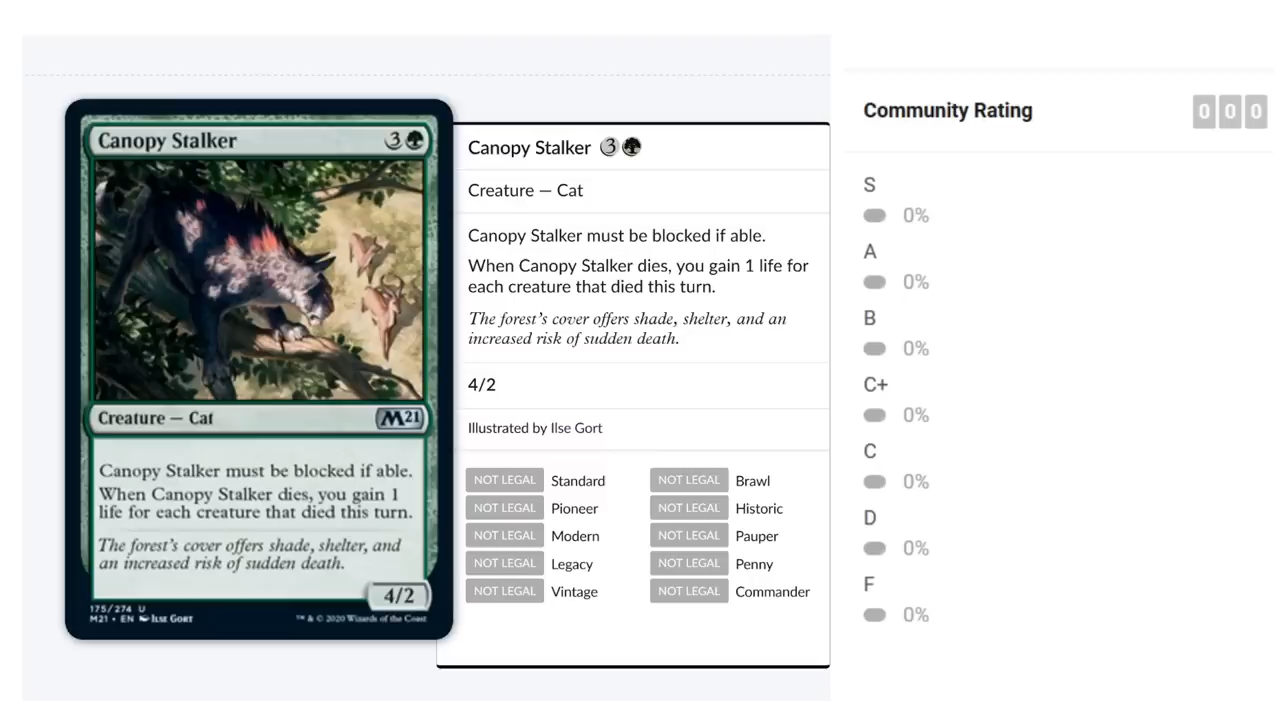 Canopy Stalker 3
Creature — Cat
M21
Canopy Stalker must be blocked if able.
When Canopy Stalker dies, you gain 1
life for each creature that died this turn.
The forest's cover offers shade, shelter, and
an increased risk of sudden death.
4/2
175/274 U
M21 • EN ILSE GORT
™ & © 2020 Wizards of the Coast
Canopy Stalker 3
Creature — Cat
Canopy Stalker must be blocked if able.
When Canopy Stalker dies, you gain 1 life for
each creature that died this turn.
The forest's cover offers shade, shelter, and an
increased risk of sudden death.
4/2
Illustrated by Ilse Gort
NOT LEGAL Standard NOT LEGAL Brawl
NOT LEGAL Pioneer NOT LEGAL Historic
NOT LEGAL Modern NOT LEGAL Pauper
NOT LEGAL Legacy NOT LEGAL Penny
NOT LEGAL Vintage NOT LEGAL Commander
Community Rating 0 0 0
S
0%
A
0%
B
0%
C+
0%
C
0%
D
0%
F
0%